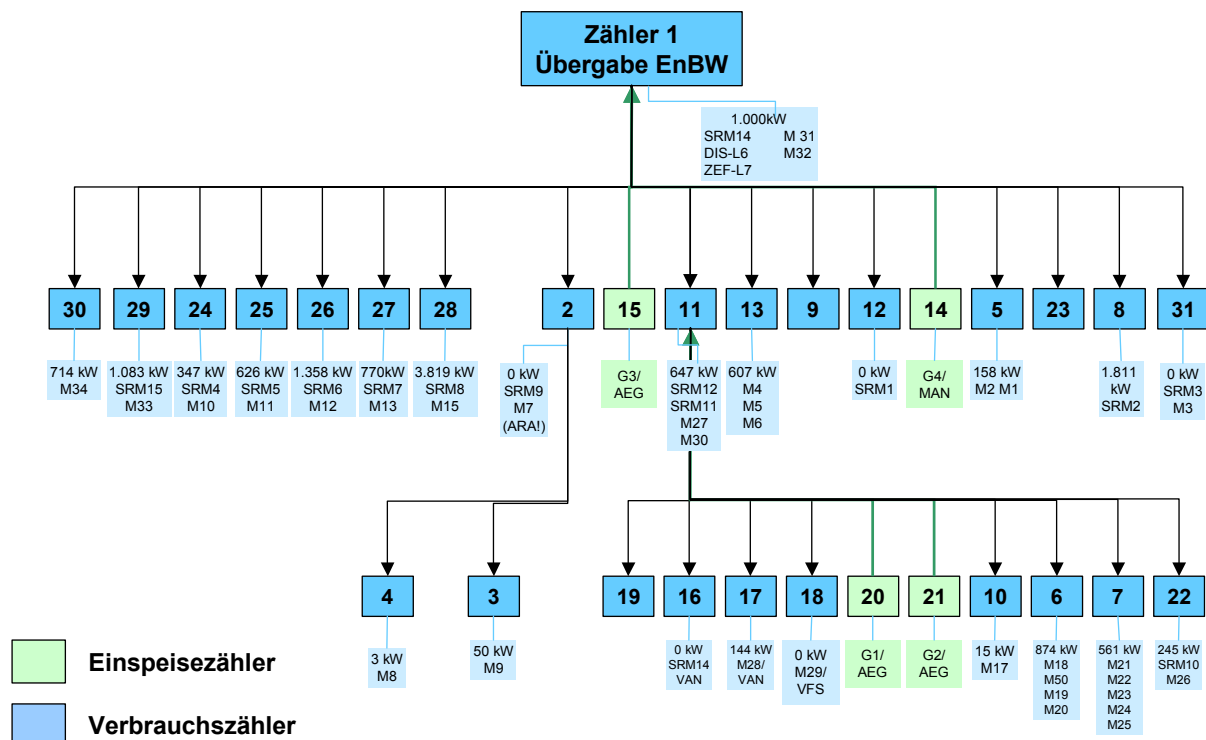 Zähler 1
Übergabe EnBW
1.000kW
SRM14 M 31
DIS-L6 M32
ZEF-L7
30 29 24 25 26 27 28 2 15 11 13 9 12 14 5 23 8 31
714 kW
M34
1.083 kW
SRM15
M33
347 kW
SRM4
M10
626 kW
SRM5
M11
1.358 kW
SRM6
M12
770kW
SRM7
M13
3.819 kW
SRM8
M15
0 kW
SRM9
M7
(ARA!)
G3/
AEG
647 kW
SRM12
SRM11
M27
M30
607 kW
M4
M5
M6
0 kW
SRM1
G4/
MAN
158 kW
M2 M1
1.811
kW
SRM2
0 kW
SRM3
M3
4 3 19 16 17 18 20 21 10 6 7 22
3 kW
M8
50 kW
M9
0 kW
SRM14
VAN
144 kW
M28/
VAN
0 kW
M29/
VFS
G1/
AEG
G2/
AEG
15 kW
M17
874 kW
M18
M50
M19
M20
561 kW
M21
M22
M23
M24
M25
245 kW
SRM10
M26
Einspeisezähler
Verbrauchszähler